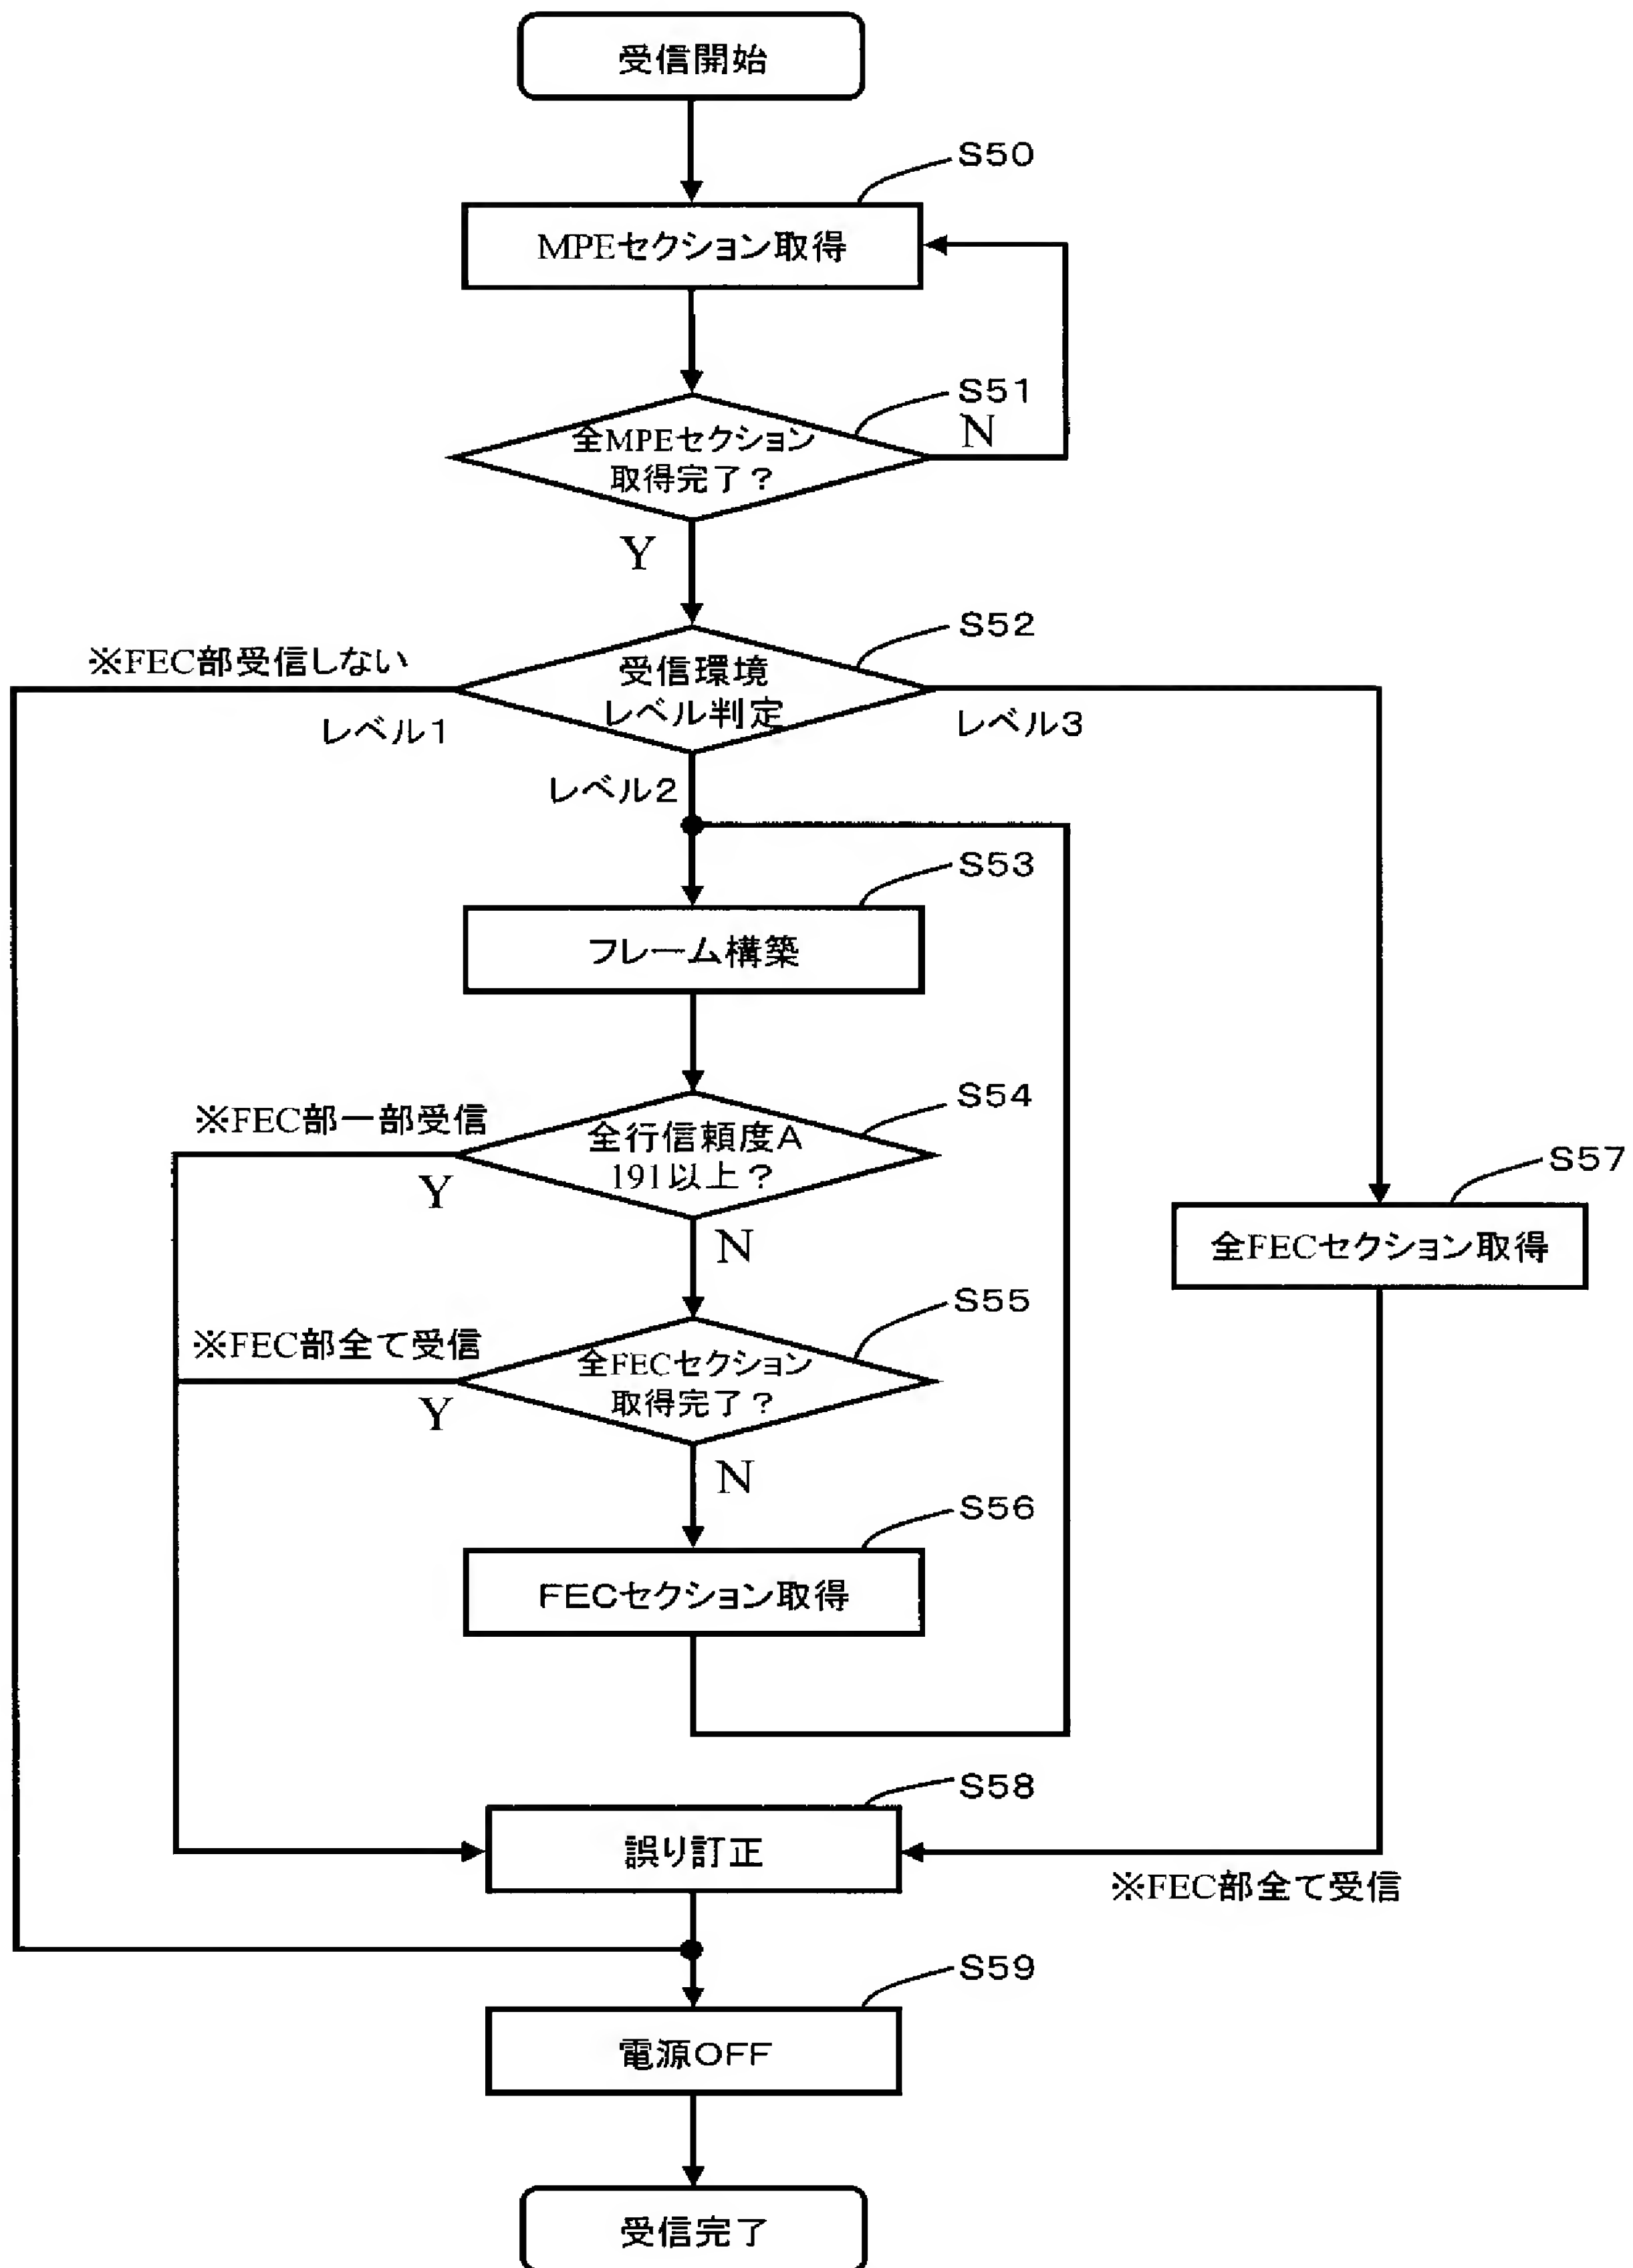 受信開始
S50
MPEセクション取得
S51
N
全MPEセクション
取得完了?
Y
S52
※FEC部受信しない
受信環境
レベル判定
レベル1
レベル3
レベル2
S53
フレーム構築
S54
※FEC部一部受信
全行信頼度A
191以上?
Y
N
S57
全FECセクション取得
S55
※FEC部全て受信
全FECセクション
取得完了?
Y
N
S56
FECセクション取得
S58
誤り訂正
※FEC部全て受信
S59
電源OFF
受信完了